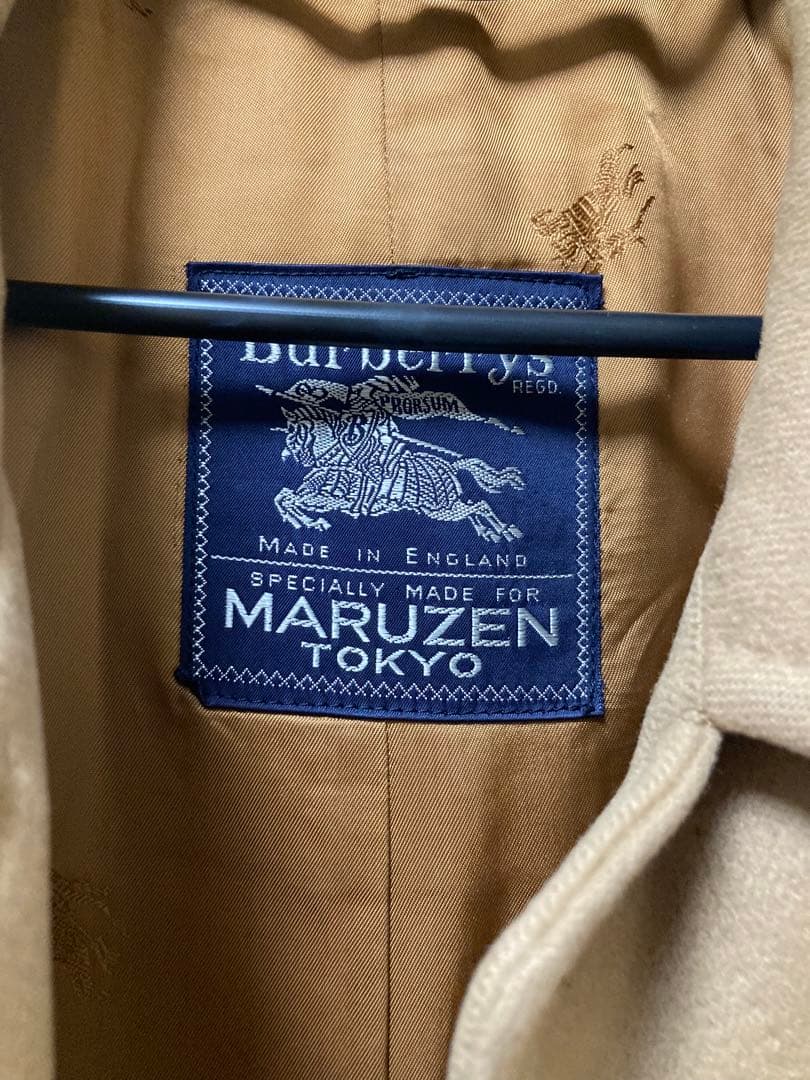 Burberrys
REGD.
PRORSUM
B
MADE IN ENGLAND
SPECIALLY MADE FOR
MARUZEN
TOKYO